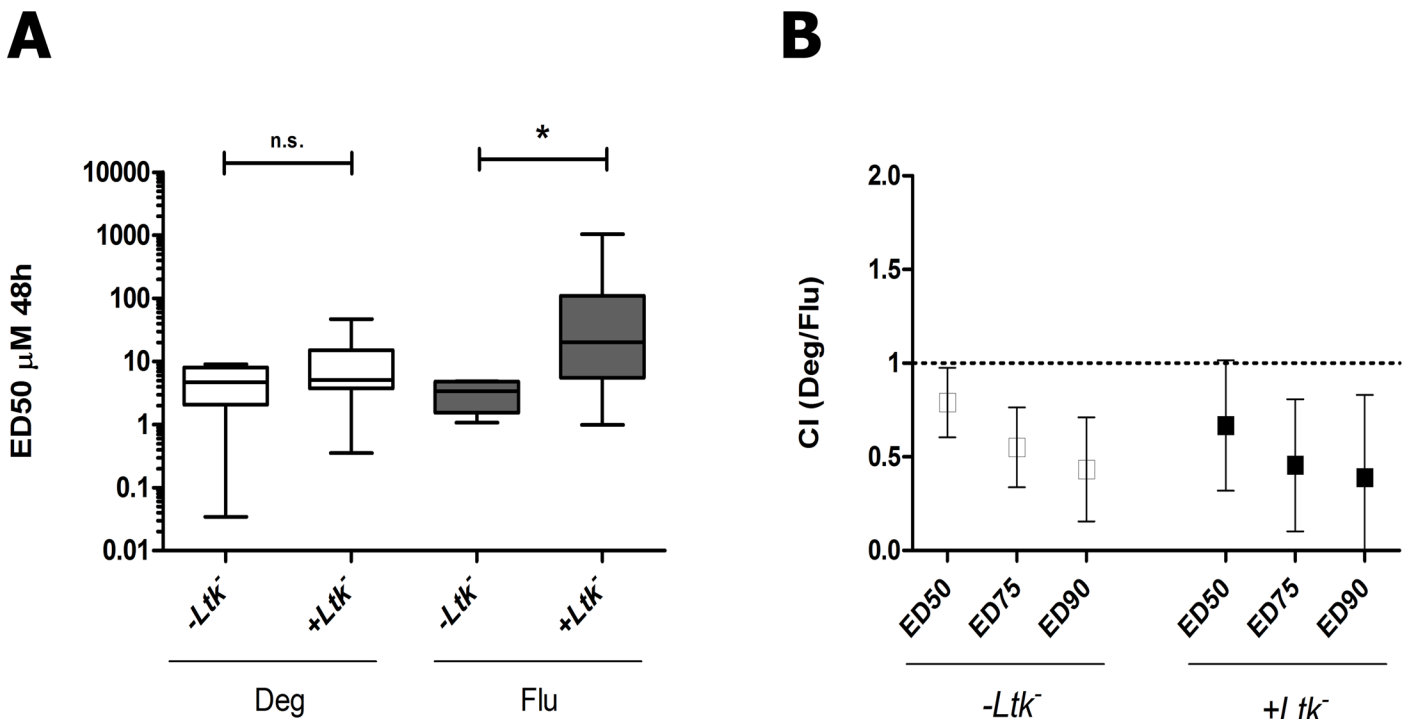 A
B
n.s.
*
10000
1000
100
10
1
0.1
0.01
ED50 μM 48h
-Ltk-
+Ltk-
-Ltk-
+Ltk-
Deg
Flu
2.0
1.5
1
0.5
0.0
CI (Deg/Flu)
ED50
ED75
ED90
ED50
ED75
ED90
-Ltk-
+Ltk-